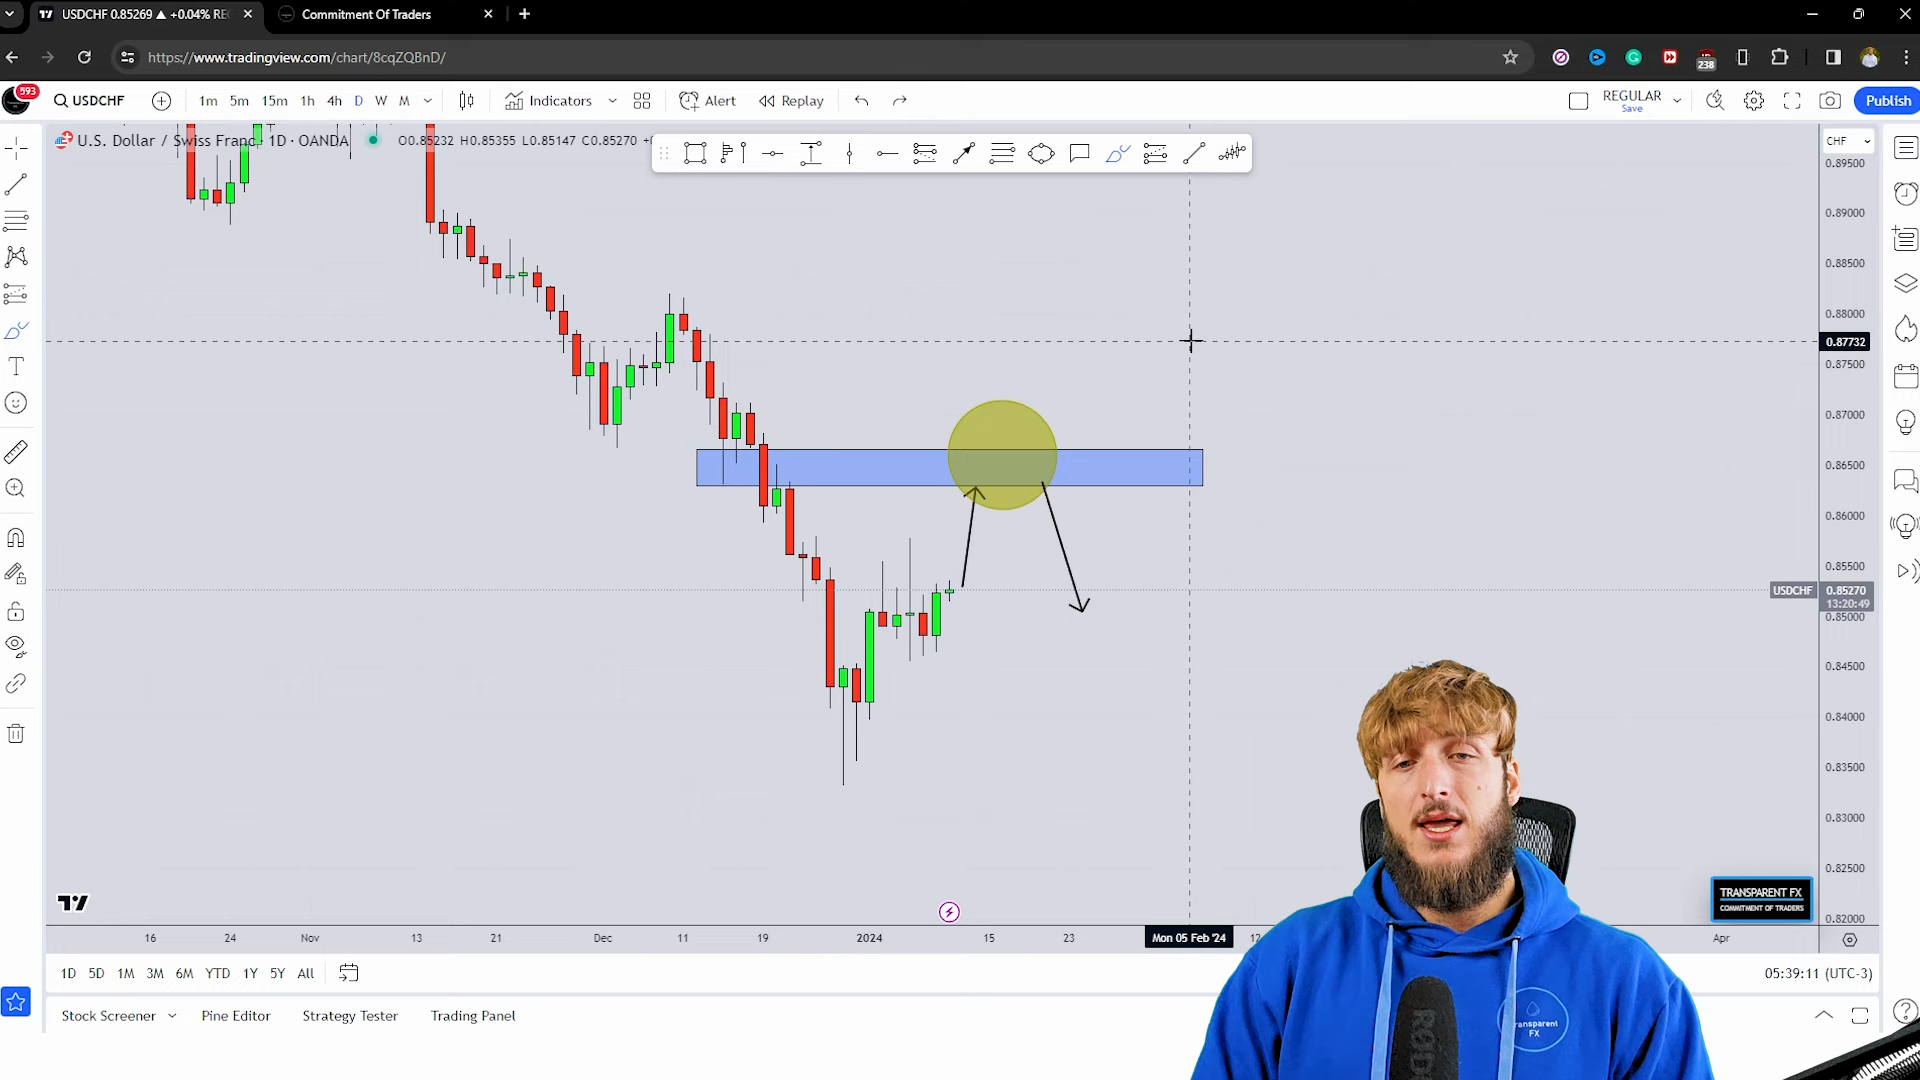 USDCHF 0.85269 ▲ +0.04% RE
Commitment Of Traders
https://www.tradingview.com/chart/8cqZQBnD/
238
593
USDCHF
1m 5m 15m 1h 4h D W M
Indicators
Alert
Replay
REGULAR
Save
Publish
U.S. Dollar / Swiss Franc · 1D · OANDA
O0.85232 H0.85355 L0.85147 C0.85270
CHF
0.89500
0.89000
0.88500
0.88000
0.87732
0.87500
0.87000
0.86500
0.86000
0.85500
USDCHF 0.85270
13:20:49
0.85000
0.84500
0.84000
0.83500
0.83000
0.82500
0.82000
TRANSPARENT FX
COMMITMENT OF TRADERS
16 24 Nov 13 21 Dec 11 19 2024 15 23 Mon 05 Feb '24 12 Apr
1D 5D 1M 3M 6M YTD 1Y 5Y All
05:39:11 (UTC-3)
Stock Screener Pine Editor Strategy Tester Trading Panel
ransparent
FX
RØD